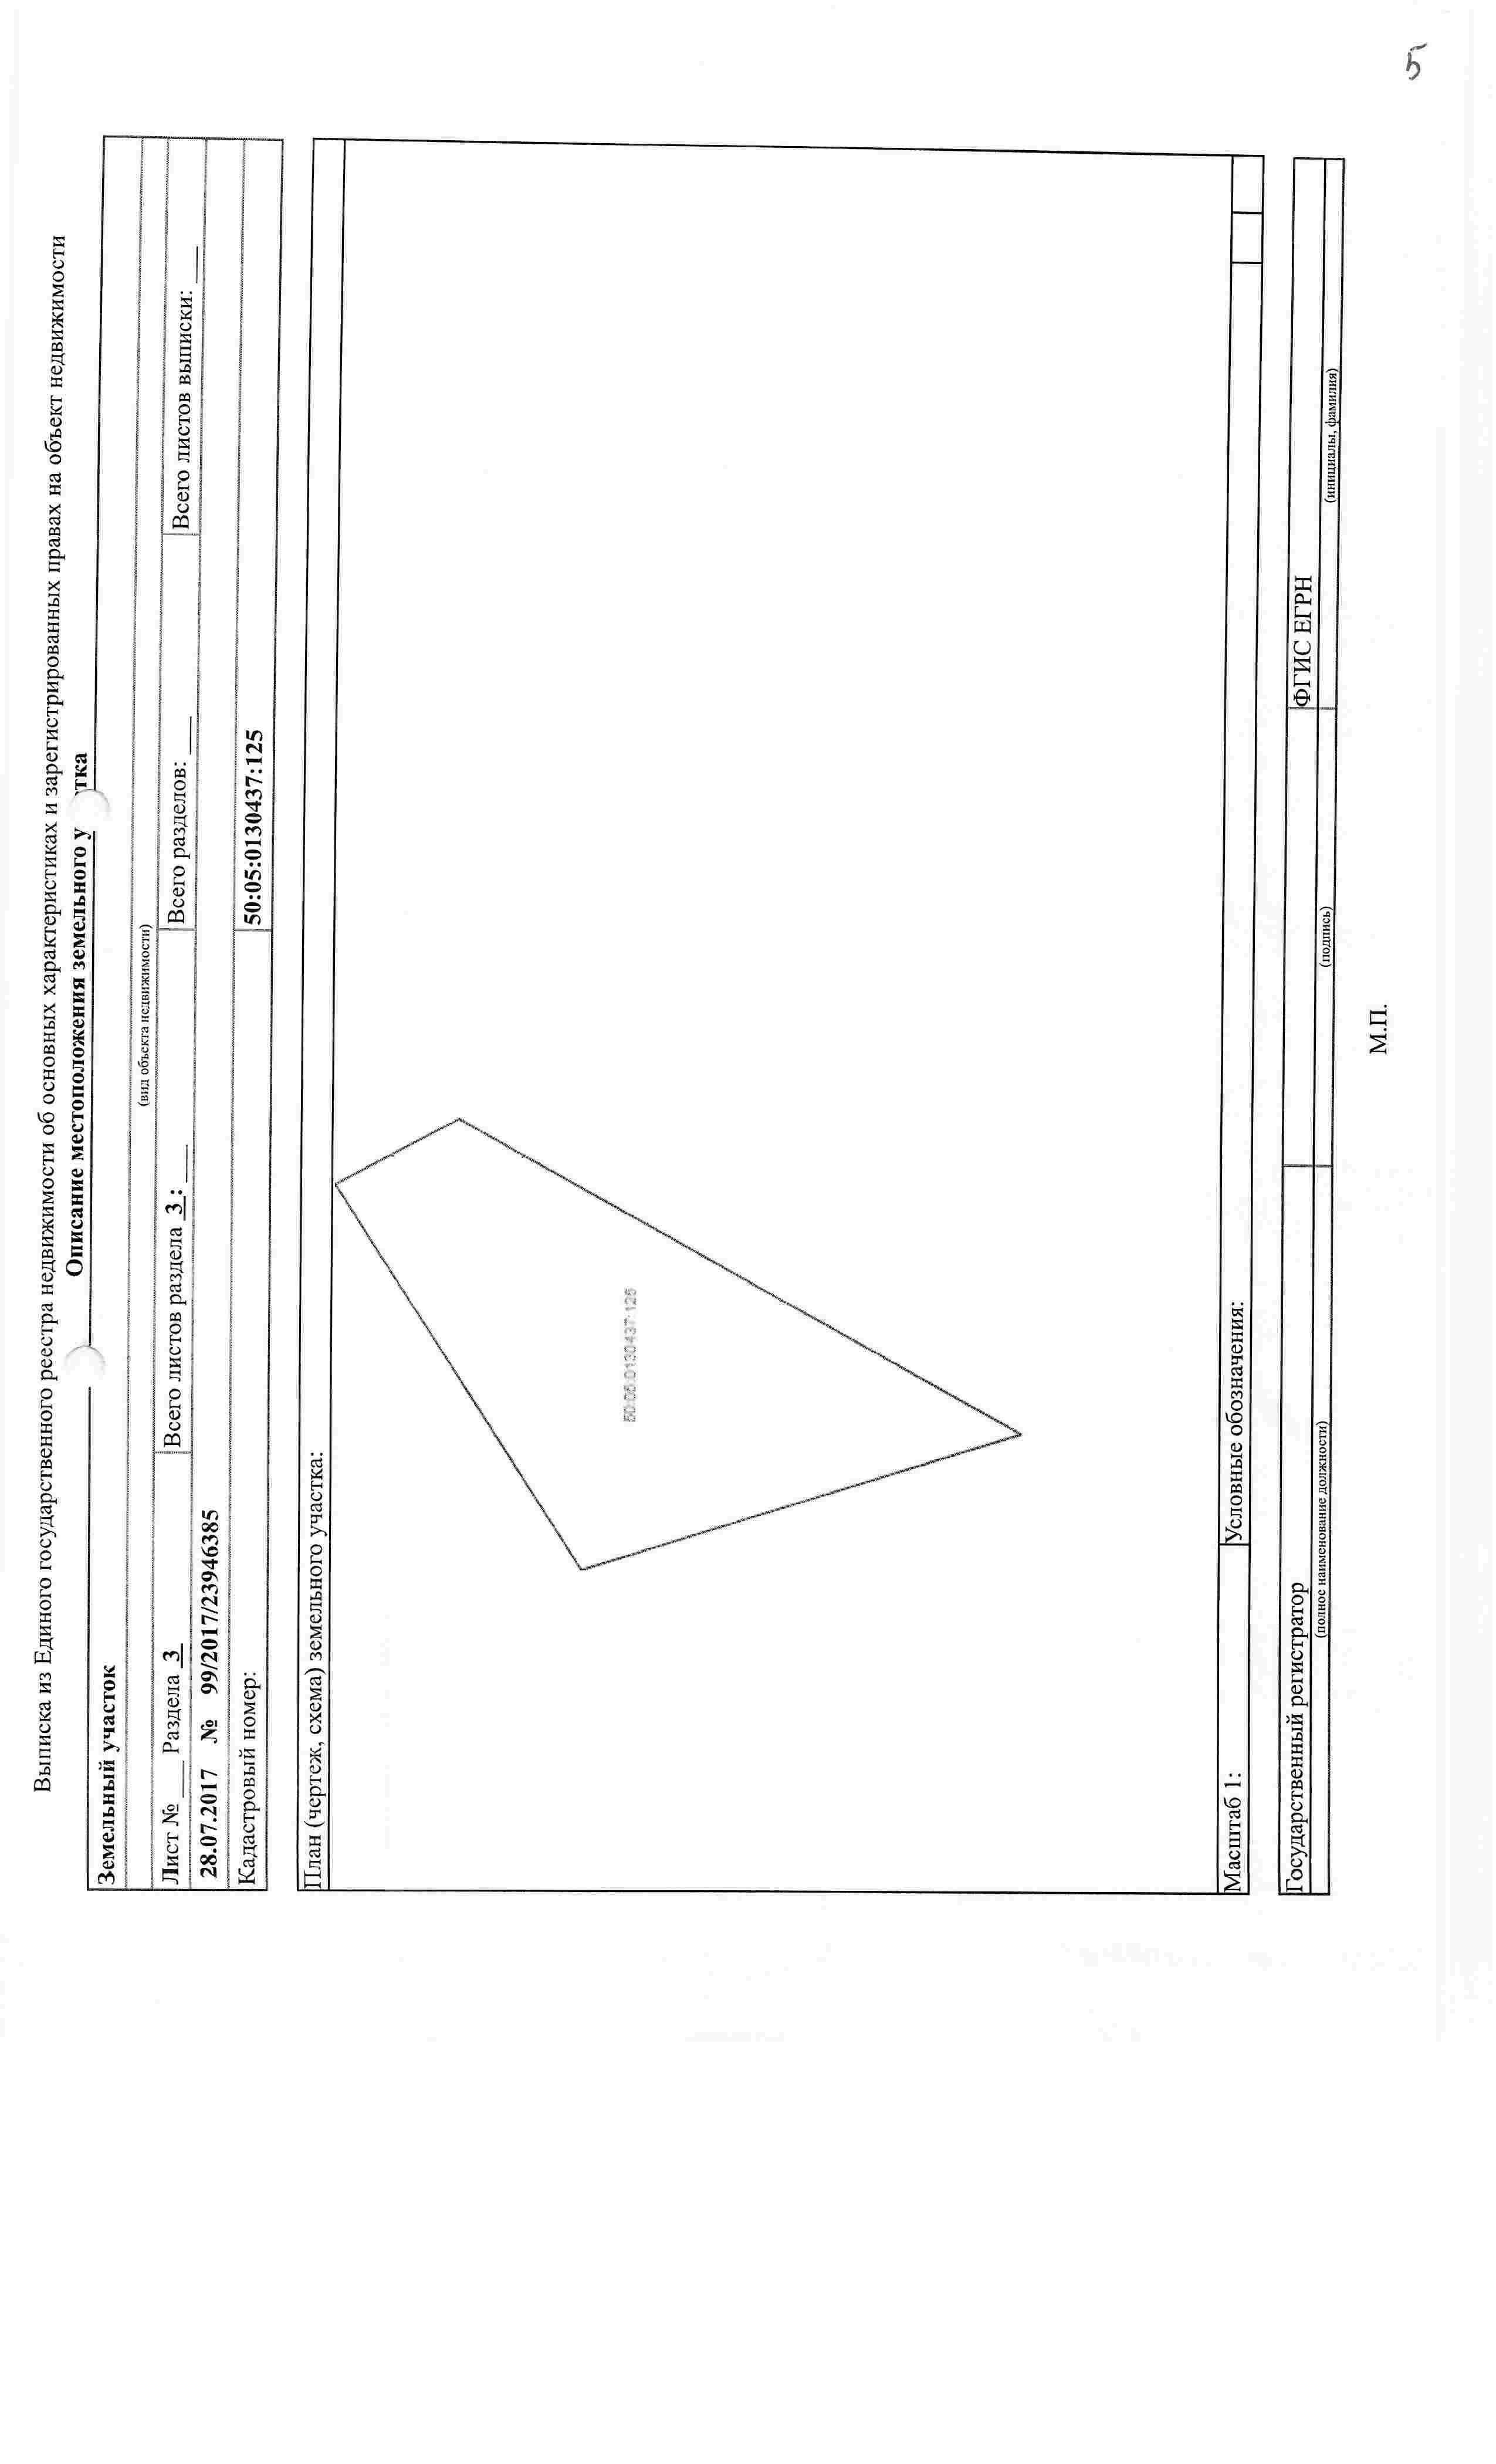 5
Выписка из Единого государственного реестра недвижимости об основных характеристиках и зарегистрированных правах на объект недвижимости
Описание местоположения земельного у тка
Земельный участок
(вид объекта недвижимости)
Лист № ___ Раздела 3 Всего листов раздела 3 : ___ Всего разделов: ___ Всего листов выписки: ___
28.07.2017 № 99/2017/23946385
Кадастровый номер: 50:05:0130437:125
План (чертеж, схема) земельного участка:
50:05:0130437:125
Масштаб 1: Условные обозначения:
Государственный регистратор ФГИС ЕГРН
(полное наименование должности) (подпись) (инициалы, фамилия)
М.П.